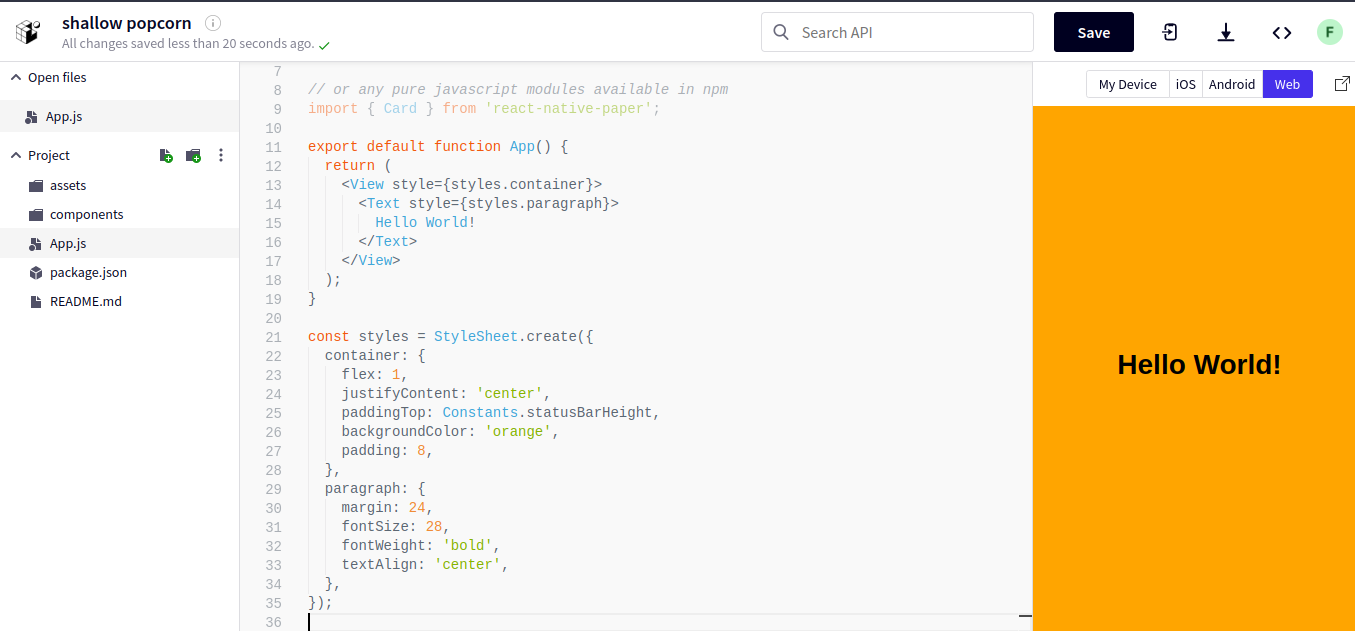 shallow popcorn
All changes saved less than 20 seconds ago.
Search API
Save
F
Open files
App.js
Project
assets
components
App.js
package.json
README.md
7
8 // or any pure javascript modules available in npm
9 import { Card } from 'react-native-paper';
10
11 export default function App() {
12 return (
13 <View style={styles.container}>
14 <Text style={styles.paragraph}>
15 Hello World!
16 </Text>
17 </View>
18 );
19 }
20
21 const styles = StyleSheet.create({
22 container: {
23 flex: 1,
24 justifyContent: 'center',
25 paddingTop: Constants.statusBarHeight,
26 backgroundColor: 'orange',
27 padding: 8,
28 },
29 paragraph: {
30 margin: 24,
31 fontSize: 28,
32 fontWeight: 'bold',
33 textAlign: 'center',
34 },
35 });
36
My Device iOS Android Web
Hello World!